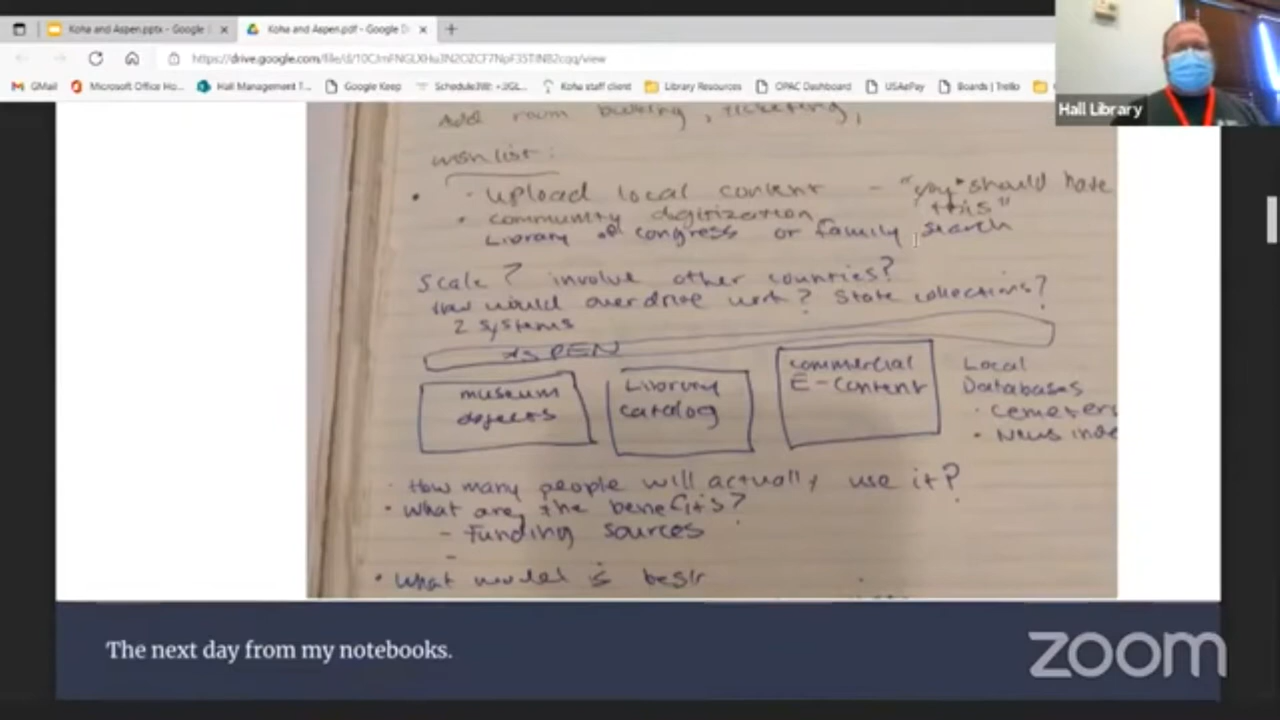 Koha and Aspen.pptx - Google
Koha and Aspen.pdf - Google D
Gmail
Microsoft Office Ho...
Hall Management T...
Google Keep
Koha staff client
Library Resources
OPAC Dashboard
USAePay
Boards | Trello
Hall Library
Add room booking, ticketing,
wish list:
• - Upload local content - "you should have "this"
• community digitization
Library of congress or family search
Scale? involve other countries?
How would overdrive work? State collections?
2 systems
ASPEN
museum
objects
Library
catalog
commercial
E-content
Local
Databases
• Cemetery
• News inde
- How many people will actually use it?
• What are the benefits?
- Funding sources
-
• What model is best
The next day from my notebooks.
zoom